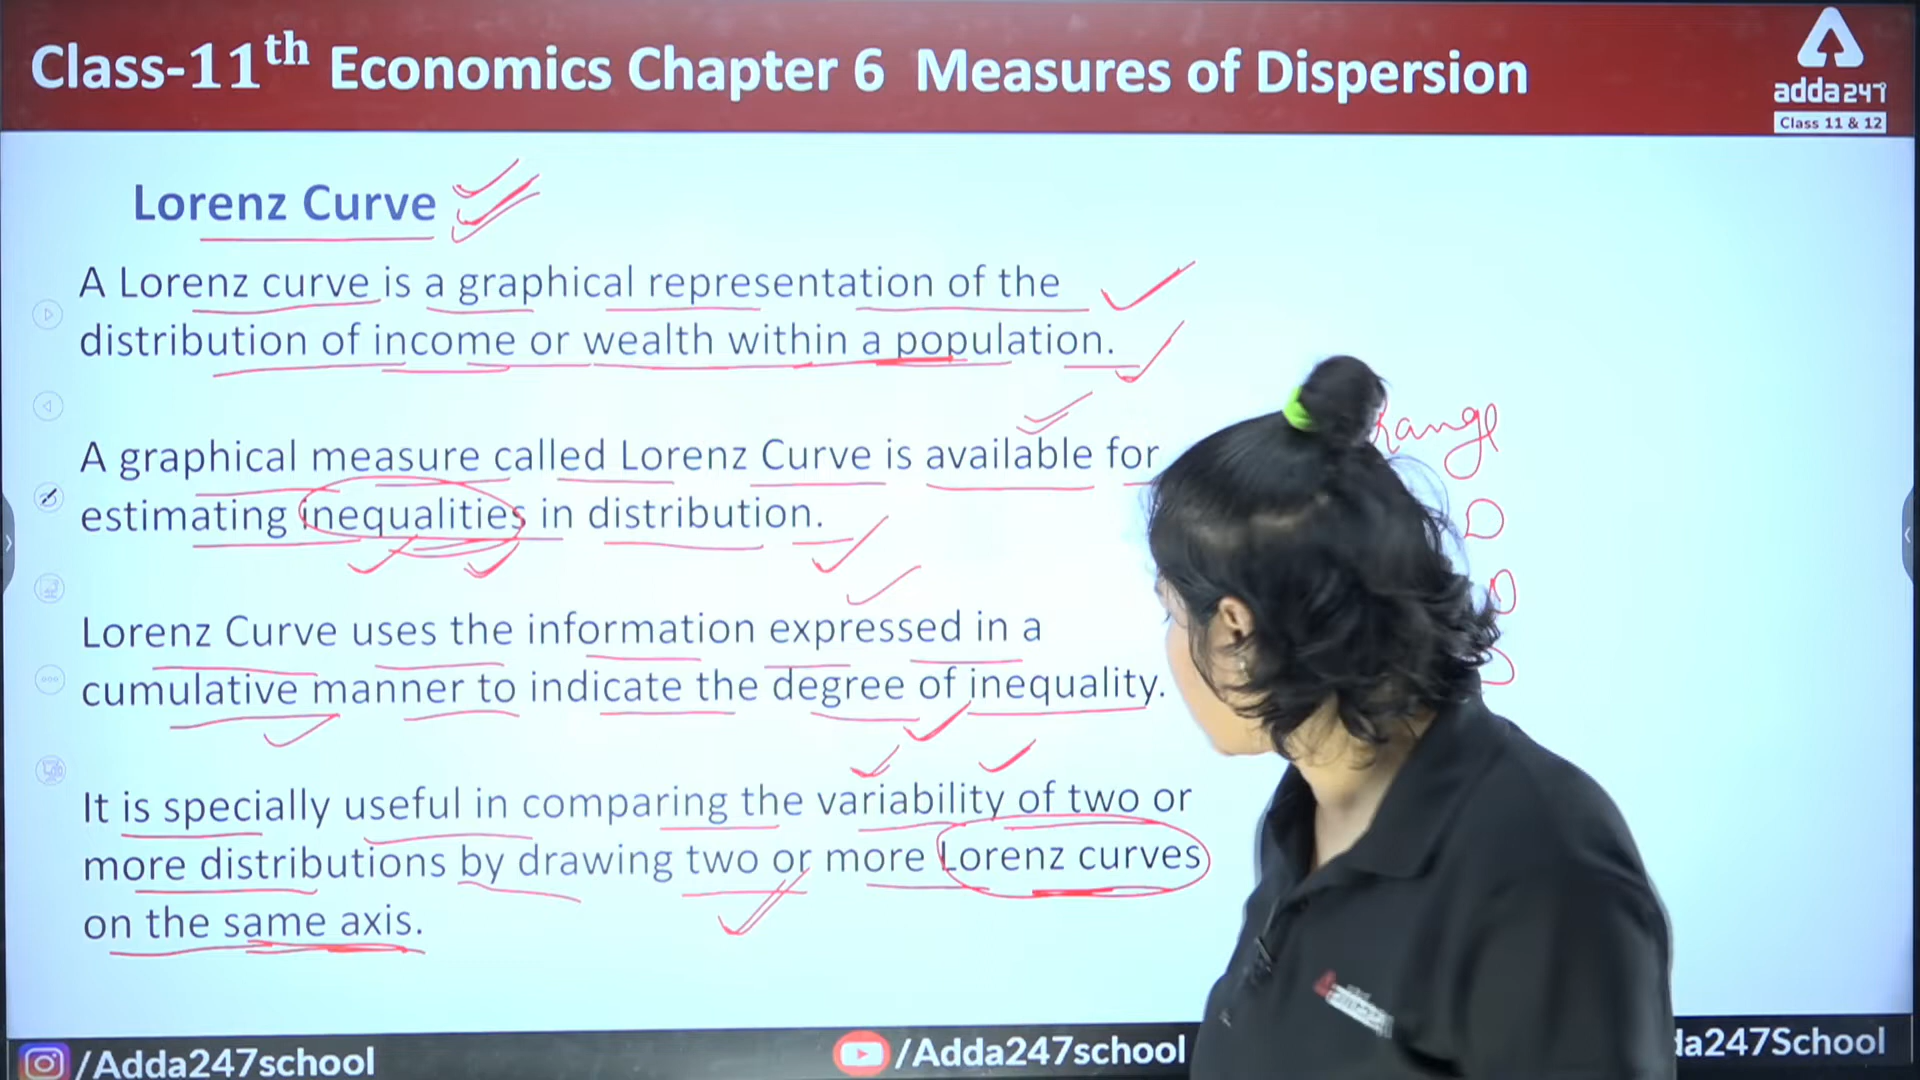 Class-11th Economics Chapter 6 Measures of Dispersion
adda247
Class 11 & 12
Lorenz Curve
A Lorenz curve is a graphical representation of the
distribution of income or wealth within a population.
A graphical measure called Lorenz Curve is available for
estimating inequalities in distribution.
Lorenz Curve uses the information expressed in a
cumulative manner to indicate the degree of inequality.
It is specially useful in comparing the variability of two or
more distributions by drawing two or more Lorenz curves
on the same axis.
Range
D
D
D
/Adda247school
/Adda247school
da247School